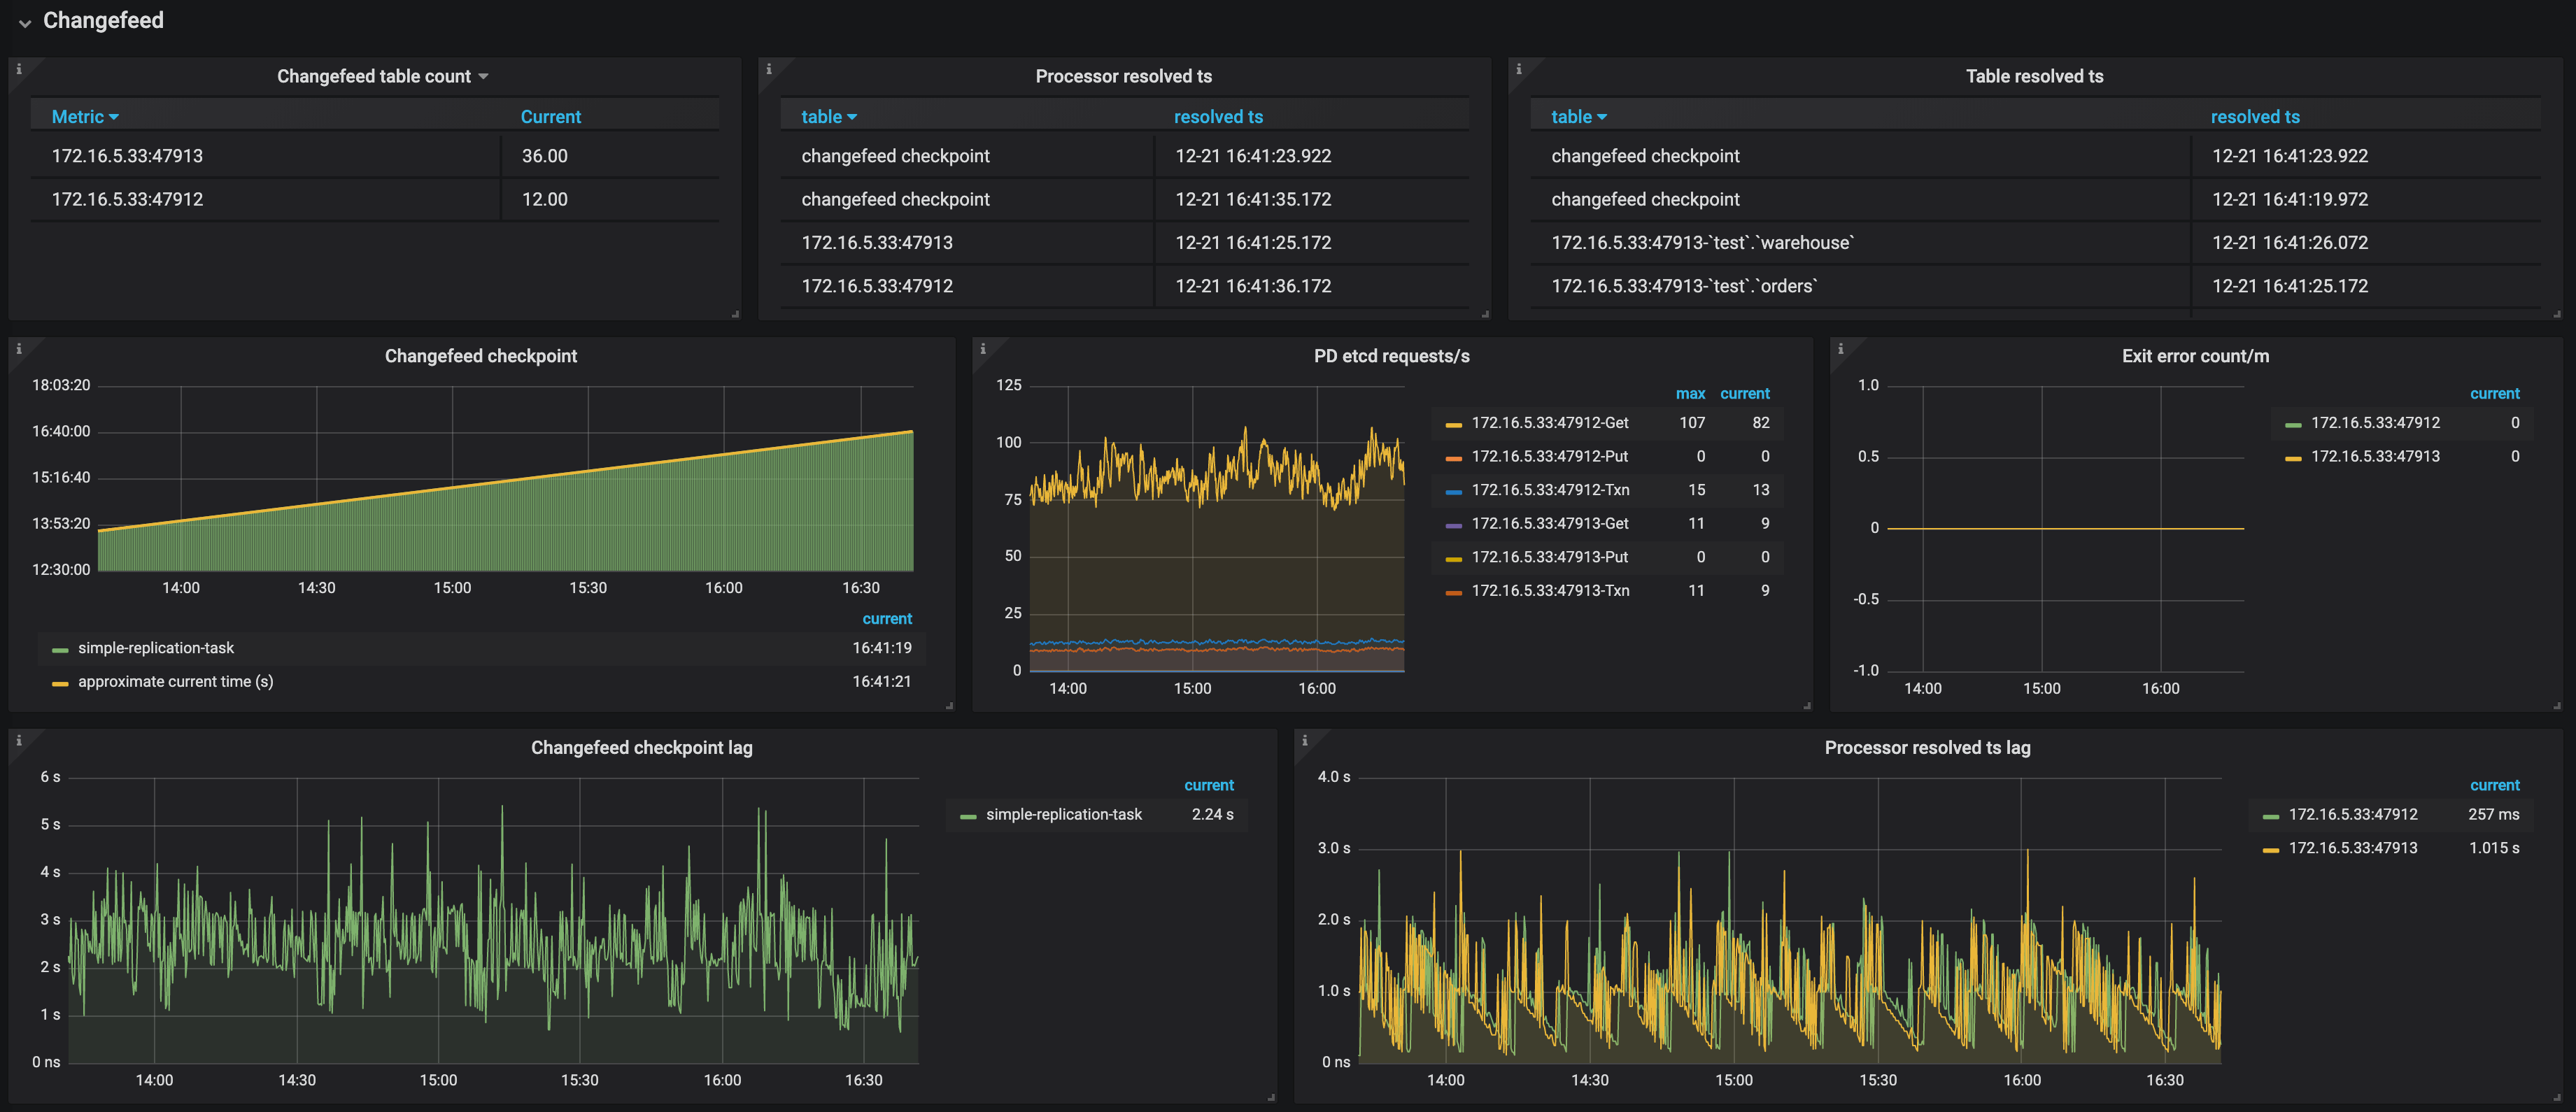 Changefeed
Changefeed table count
Metric Current
172.16.5.33:47913 36.00
172.16.5.33:47912 12.00
Processor resolved ts
table resolved ts
changefeed checkpoint 12-21 16:41:23.922
changefeed checkpoint 12-21 16:41:35.172
172.16.5.33:47913 12-21 16:41:25.172
172.16.5.33:47912 12-21 16:41:36.172
Table resolved ts
table resolved ts
changefeed checkpoint 12-21 16:41:23.922
changefeed checkpoint 12-21 16:41:19.972
172.16.5.33:47913-`test`.`warehouse` 12-21 16:41:26.072
172.16.5.33:47913-`test`.`orders` 12-21 16:41:25.172
Changefeed checkpoint
18:03:20
16:40:00
15:16:40
13:53:20
12:30:00
14:00 14:30 15:00 15:30 16:00 16:30
current
simple-replication-task 16:41:19
approximate current time (s) 16:41:21
PD etcd requests/s
125
100
75
50
25
0
14:00 15:00 16:00
max current
172.16.5.33:47912-Get 107 82
172.16.5.33:47912-Put 0 0
172.16.5.33:47912-Txn 15 13
172.16.5.33:47913-Get 11 9
172.16.5.33:47913-Put 0 0
172.16.5.33:47913-Txn 11 9
Exit error count/m
1.0
0.5
0
-0.5
-1.0
14:00 15:00 16:00
current
172.16.5.33:47912 0
172.16.5.33:47913 0
Changefeed checkpoint lag
6 s
5 s
4 s
3 s
2 s
1 s
0 ns
14:00 14:30 15:00 15:30 16:00 16:30
current
simple-replication-task 2.24 s
Processor resolved ts lag
4.0 s
3.0 s
2.0 s
1.0 s
0 ns
14:00 14:30 15:00 15:30 16:00 16:30
current
172.16.5.33:47912 257 ms
172.16.5.33:47913 1.015 s